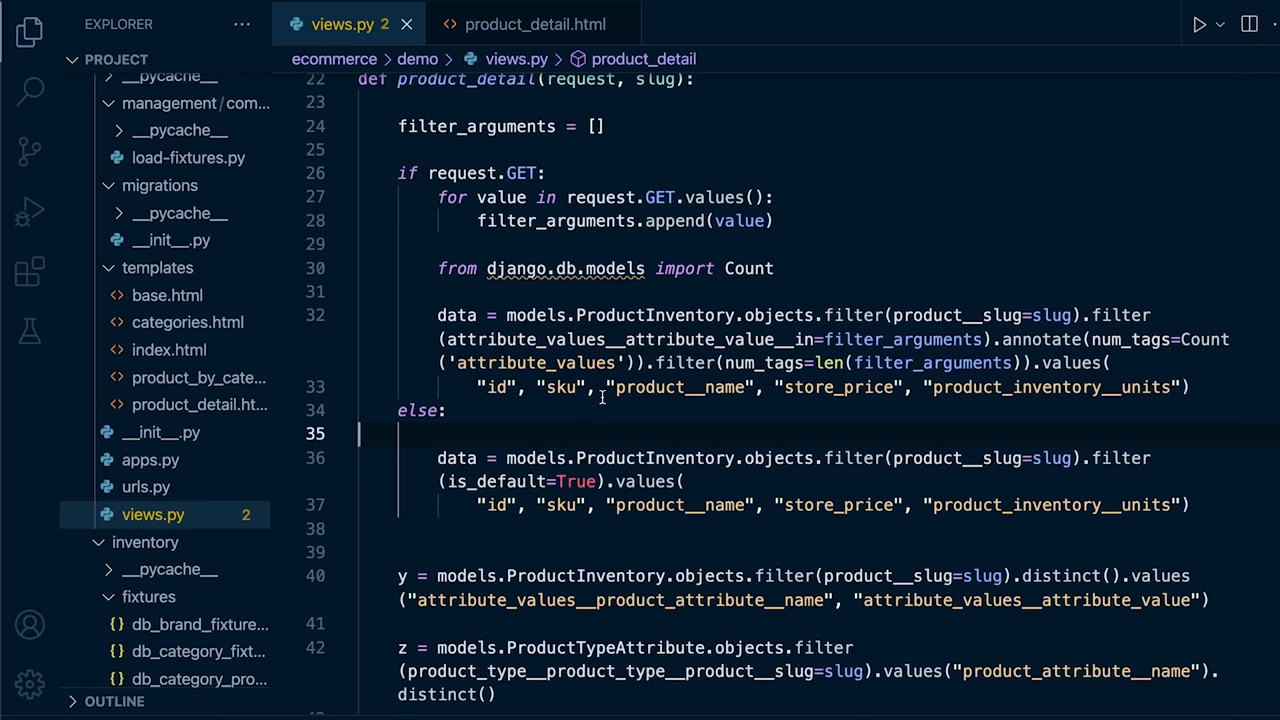 EXPLORER
PROJECT
__pycache__
management/com...
__pycache__
load-fixtures.py
migrations
__pycache__
__init__.py
templates
base.html
categories.html
index.html
product_by_cate...
product_detail.ht...
__init__.py
apps.py
urls.py
views.py 2
inventory
__pycache__
fixtures
db_brand_fixture...
db_category_fixt...
db_category_pro...
OUTLINE
views.py 2
product_detail.html
ecommerce > demo > views.py > product_detail
22 def product_detail(request, slug):
23
24 filter_arguments = []
25
26 if request.GET:
27 for value in request.GET.values():
28 filter_arguments.append(value)
29
30 from django.db.models import Count
31
32 data = models.ProductInventory.objects.filter(product__slug=slug).filter
(attribute_values__attribute_value__in=filter_arguments).annotate(num_tags=Count
('attribute_values')).filter(num_tags=len(filter_arguments)).values(
33 "id", "sku", "product__name", "store_price", "product_inventory__units")
34 else:
35
36 data = models.ProductInventory.objects.filter(product__slug=slug).filter
(is_default=True).values(
37 "id", "sku", "product__name", "store_price", "product_inventory__units")
38
39
40 y = models.ProductInventory.objects.filter(product__slug=slug).distinct().values
("attribute_values__product_attribute__name", "attribute_values__attribute_value")
41
42 z = models.ProductTypeAttribute.objects.filter
(product_type__product_type__product__slug=slug).values("product_attribute__name").
distinct()